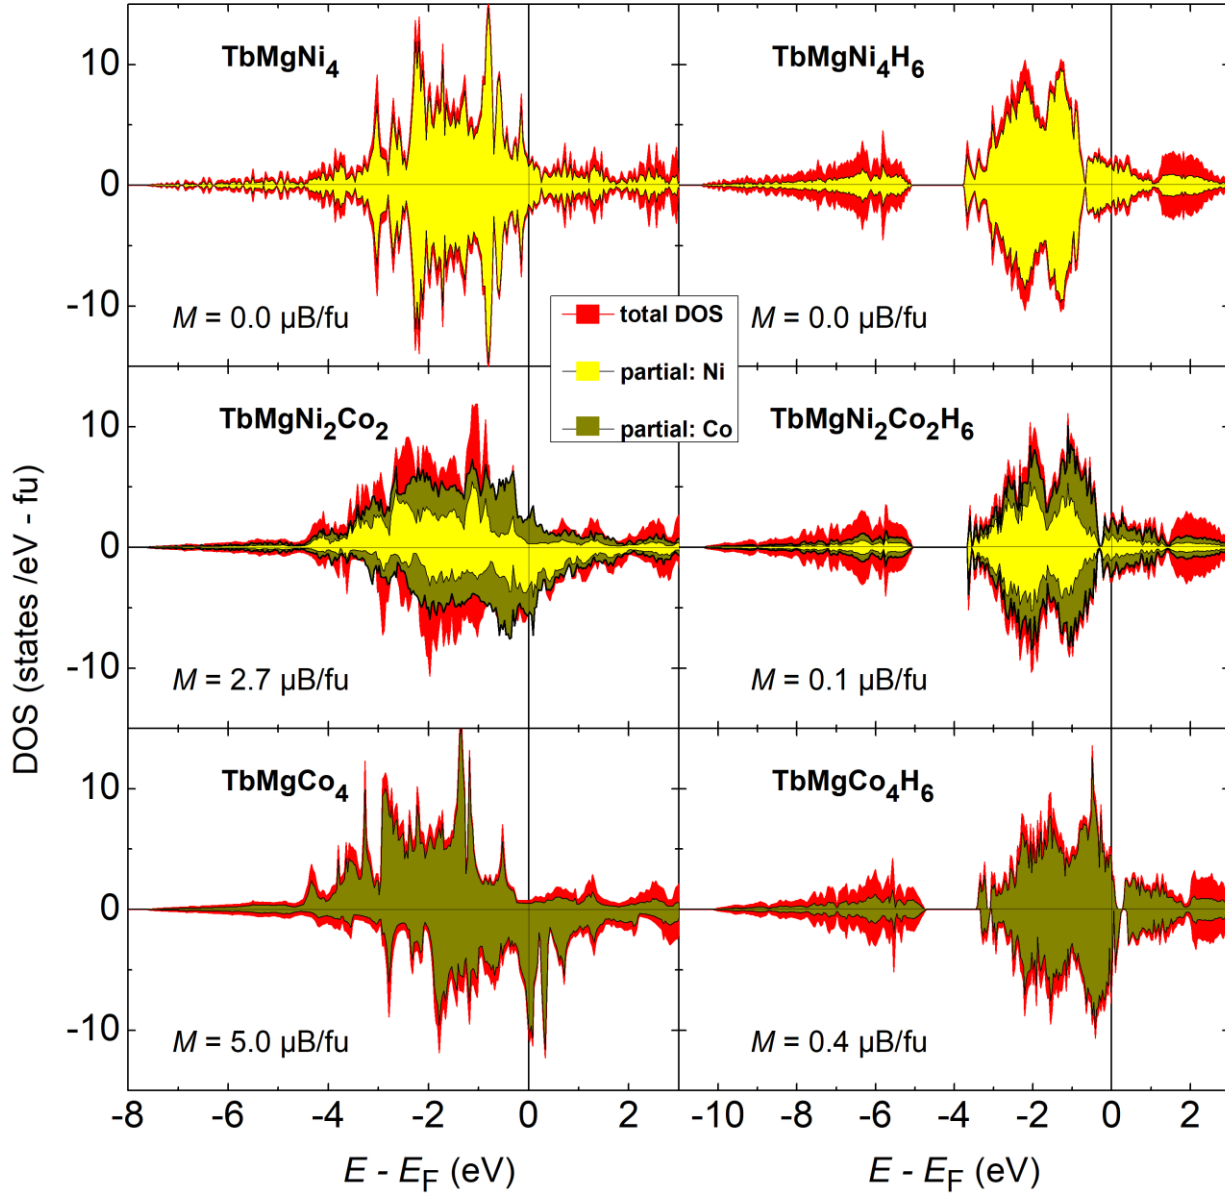 TbMgNi4
TbMgNi4H6
10
0
-10
M = 0.0 µB/fu
M = 0.0 µB/fu
total DOS
partial: Ni
partial: Co
TbMgNi2Co2
TbMgNi2Co2H6
10
0
-10
M = 2.7 µB/fu
M = 0.1 µB/fu
DOS (states /eV - fu)
TbMgCo4
TbMgCo4H6
10
0
-10
M = 5.0 µB/fu
M = 0.4 µB/fu
-8 -6 -4 -2 0 2
-10 -8 -6 -4 -2 0 2
E - EF (eV)
E - EF (eV)